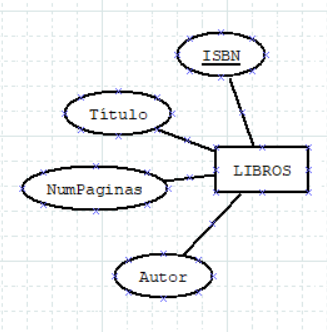 ISBN
Título
LIBROS
NumPaginas
Autor